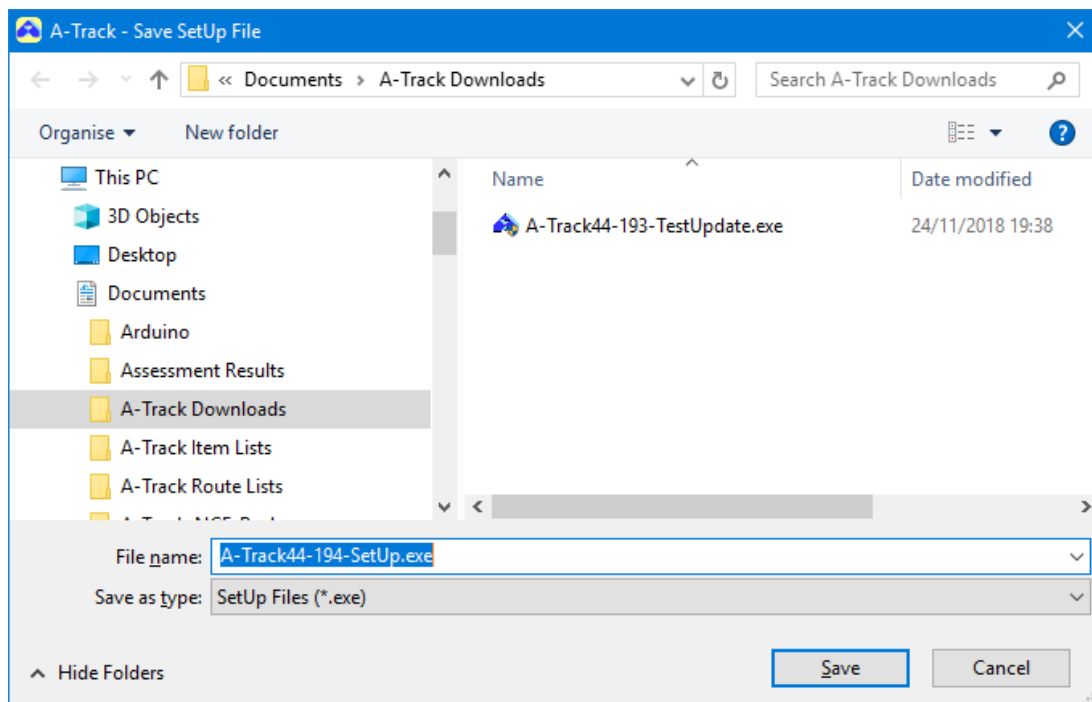 A-Track - Save SetUp File
« Documents > A-Track Downloads
Search A-Track Downloads
Organise
New folder
This PC
3D Objects
Desktop
Documents
Arduino
Assessment Results
A-Track Downloads
A-Track Item Lists
A-Track Route Lists
Name
Date modified
A-Track44-193-TestUpdate.exe
24/11/2018 19:38
File name: A-Track44-194-SetUp.exe
Save as type: SetUp Files (*.exe)
Hide Folders
Save
Cancel